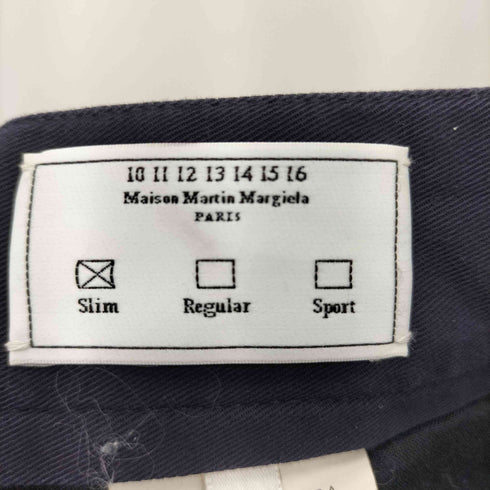 10 11 12 13 14 15 16
Maison Martin Margiela
PARIS
Slim Regular Sport